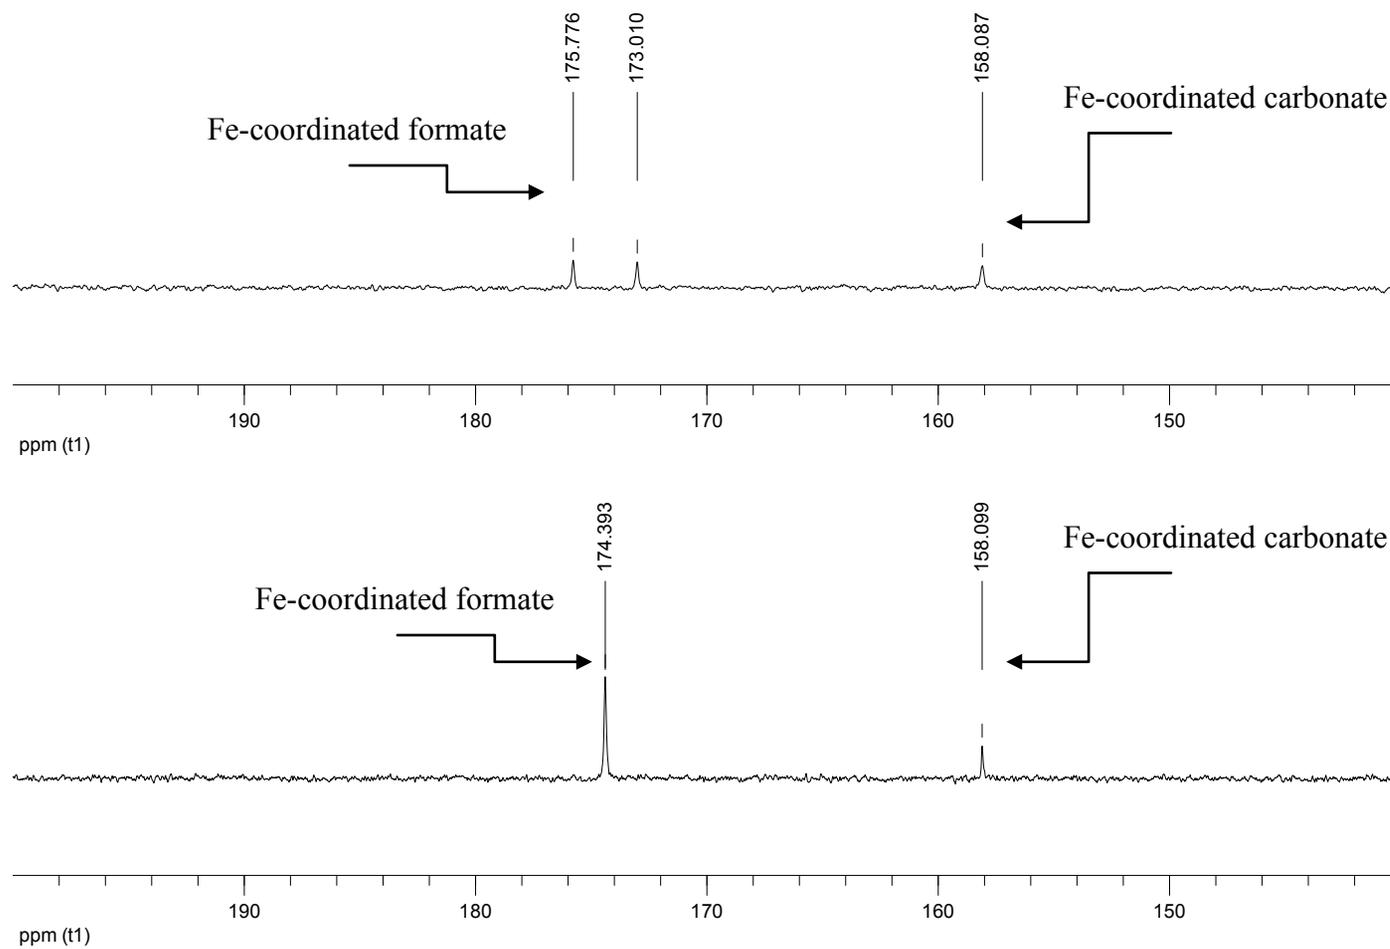 175.776
173.010
158.087
Fe-coordinated carbonate
Fe-coordinated formate
190 180 170 160 150
ppm (t1)
174.393
158.099
Fe-coordinated carbonate
Fe-coordinated formate
190 180 170 160 150
ppm (t1)